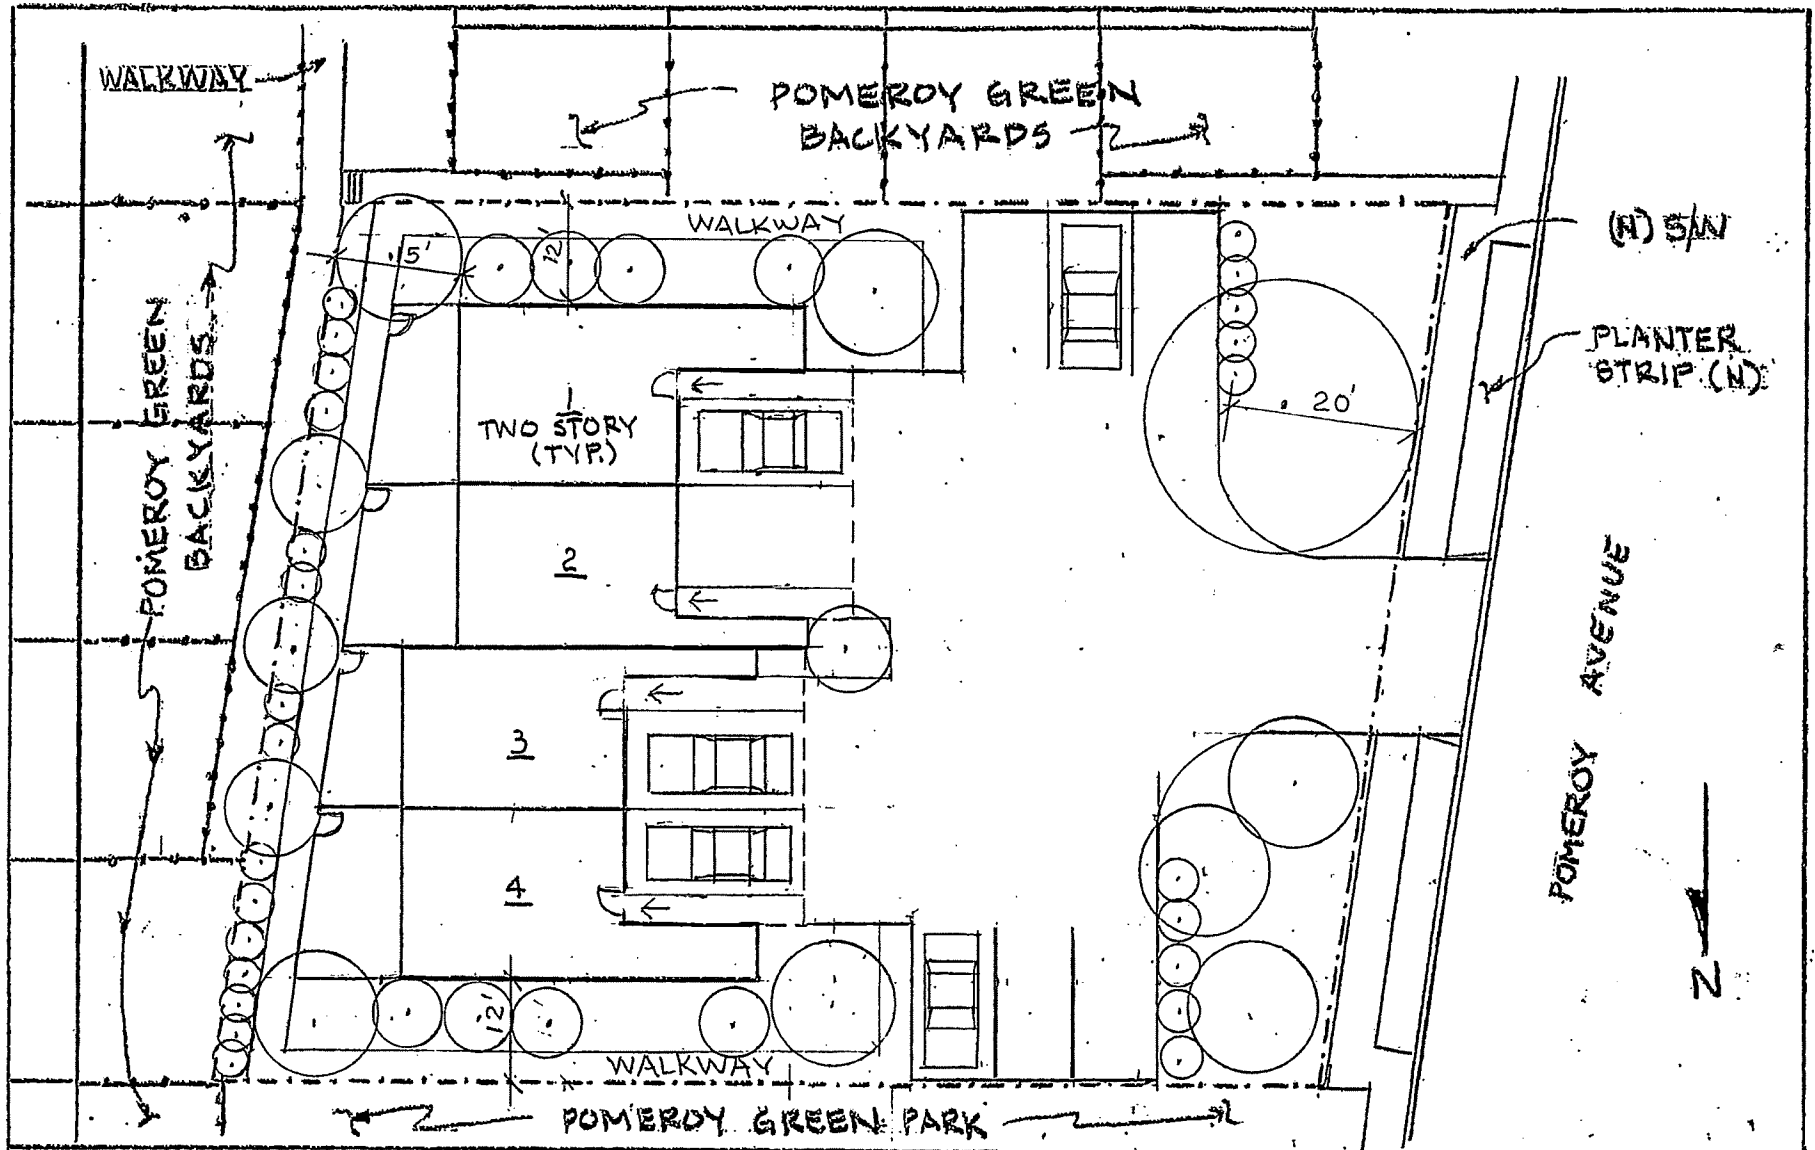 WALKWAY
POMEROY GREEN
BACKYARDS
WALKWAY
(N) S/W
5'
12'
PLANTER
STRIP (N)
20'
POMEROY GREEN
BACKYARDS
1
TWO STORY
(TYP.)
2
3
4
POMEROY AVENUE
N
12'
WALKWAY
POMEROY GREEN PARK